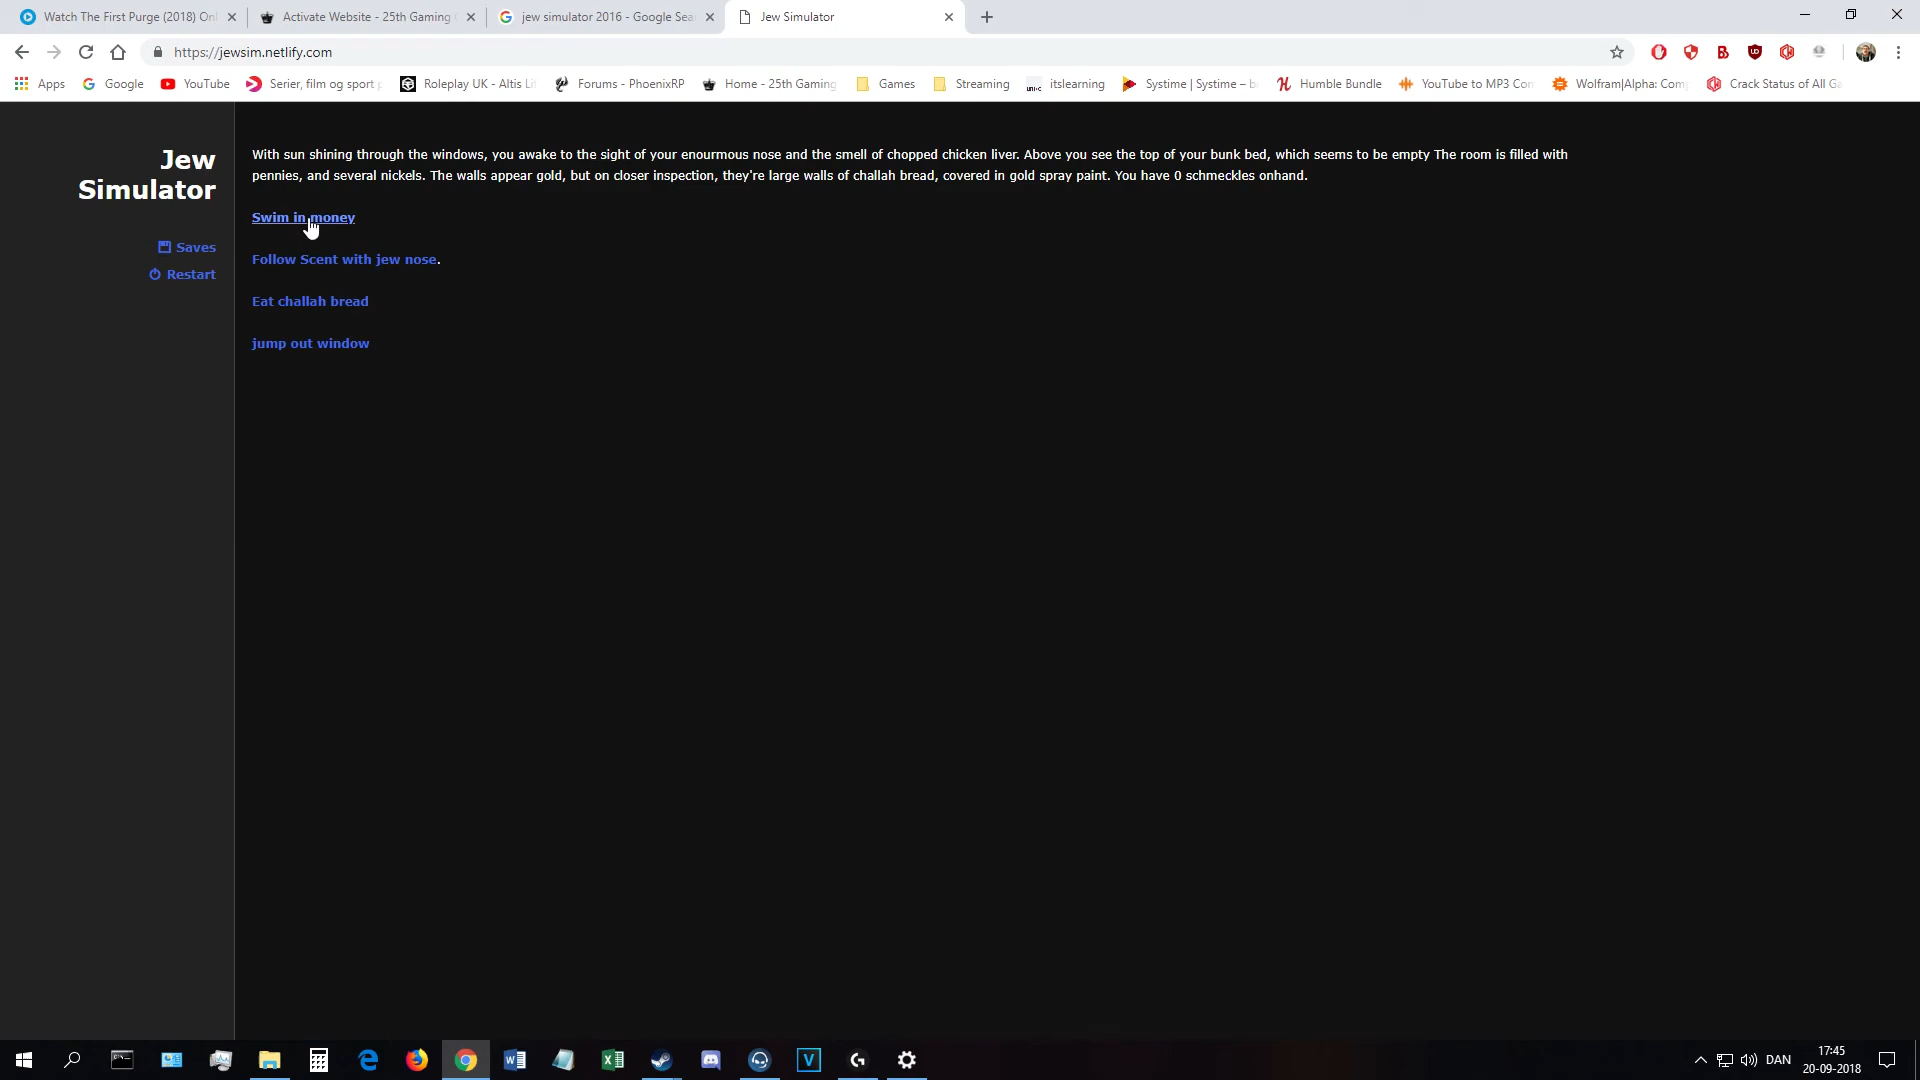 Watch The First Purge (2018) Onl
Activate Website - 25th Gaming
jew simulator 2016 - Google Sea
Jew Simulator
https://jewsim.netlify.com
Apps
Google
YouTube
Serier, film og sport
Roleplay UK - Altis Li
Forums - PhoenixRP
Home - 25th Gaming
Games
Streaming
itslearning
Systime | Systime –
Humble Bundle
YouTube to MP3 Con
Wolfram|Alpha: Com
Crack Status of All Ga
Jew
Simulator
Saves
Restart
With sun shining through the windows, you awake to the sight of your enourmous nose and the smell of chopped chicken liver. Above you see the top of your bunk bed, which seems to be empty The room is filled with
pennies, and several nickels. The walls appear gold, but on closer inspection, they're large walls of challah bread, covered in gold spray paint. You have 0 schmeckles onhand.
Swim in money
Follow Scent with jew nose.
Eat challah bread
jump out window
DAN
17:45
20-09-2018